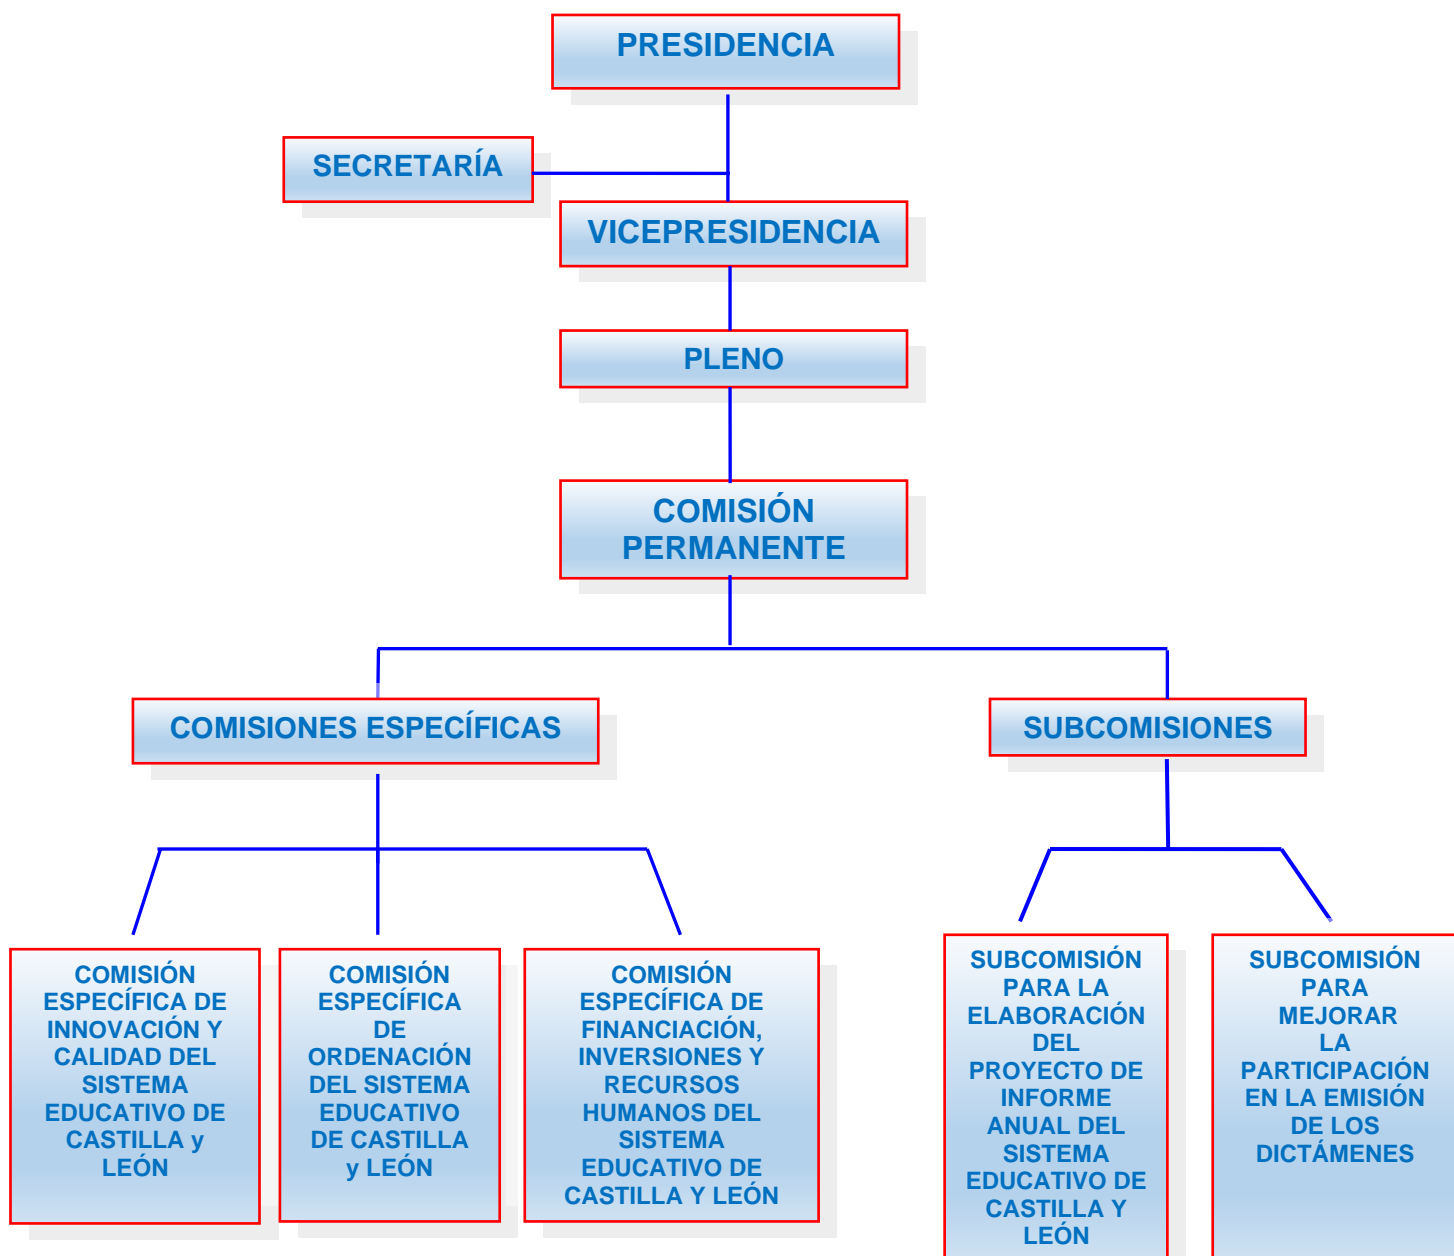 PRESIDENCIA
SECRETARÍA
VICEPRESIDENCIA
PLENO
COMISIÓN
PERMANENTE
COMISIONES ESPECÍFICAS
SUBCOMISIONES
COMISIÓN
ESPECÍFICA DE
INNOVACIÓN Y
CALIDAD DEL
SISTEMA
EDUCATIVO DE
CASTILLA y
LEÓN
COMISIÓN
ESPECÍFICA
DE
ORDENACIÓN
DEL SISTEMA
EDUCATIVO
DE CASTILLA
y LEÓN
COMISIÓN
ESPECÍFICA DE
FINANCIACIÓN,
INVERSIONES Y
RECURSOS
HUMANOS DEL
SISTEMA
EDUCATIVO DE
CASTILLA Y LEÓN
SUBCOMISIÓN
PARA LA
ELABORACIÓN
DEL
PROYECTO DE
INFORME
ANUAL DEL
SISTEMA
EDUCATIVO DE
CASTILLA Y
LEÓN
SUBCOMISIÓN
PARA
MEJORAR
LA
PARTICIPACIÓN
EN LA EMISIÓN
DE LOS
DICTÁMENES